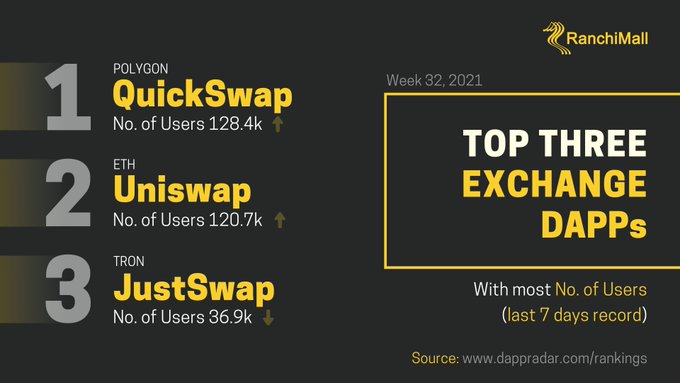 RanchiMall
Week 32, 2021
TOP THREE
EXCHANGE
DAPPs
With most No. of Users
(last 7 days record)
1
POLYGON
QuickSwap
No. of Users 128.4k
2
ETH
Uniswap
No. of Users 120.7k
3
TRON
JustSwap
No. of Users 36.9k
Source: www.dappradar.com/rankings